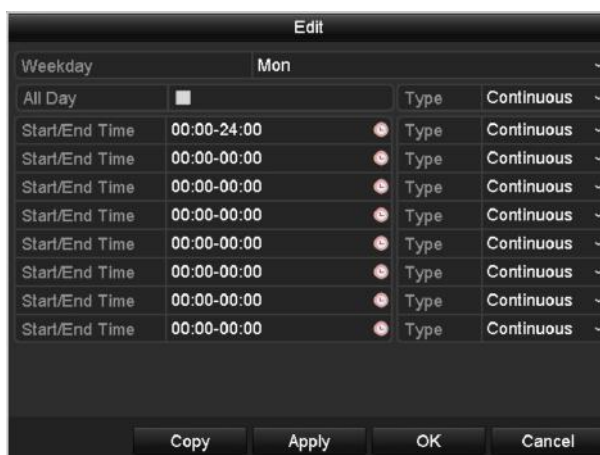 Edit
Weekday Mon
All Day Type Continuous
Start/End Time 00:00-24:00 Type Continuous
Start/End Time 00:00-00:00 Type Continuous
Start/End Time 00:00-00:00 Type Continuous
Start/End Time 00:00-00:00 Type Continuous
Start/End Time 00:00-00:00 Type Continuous
Start/End Time 00:00-00:00 Type Continuous
Start/End Time 00:00-00:00 Type Continuous
Start/End Time 00:00-00:00 Type Continuous
Copy Apply OK Cancel